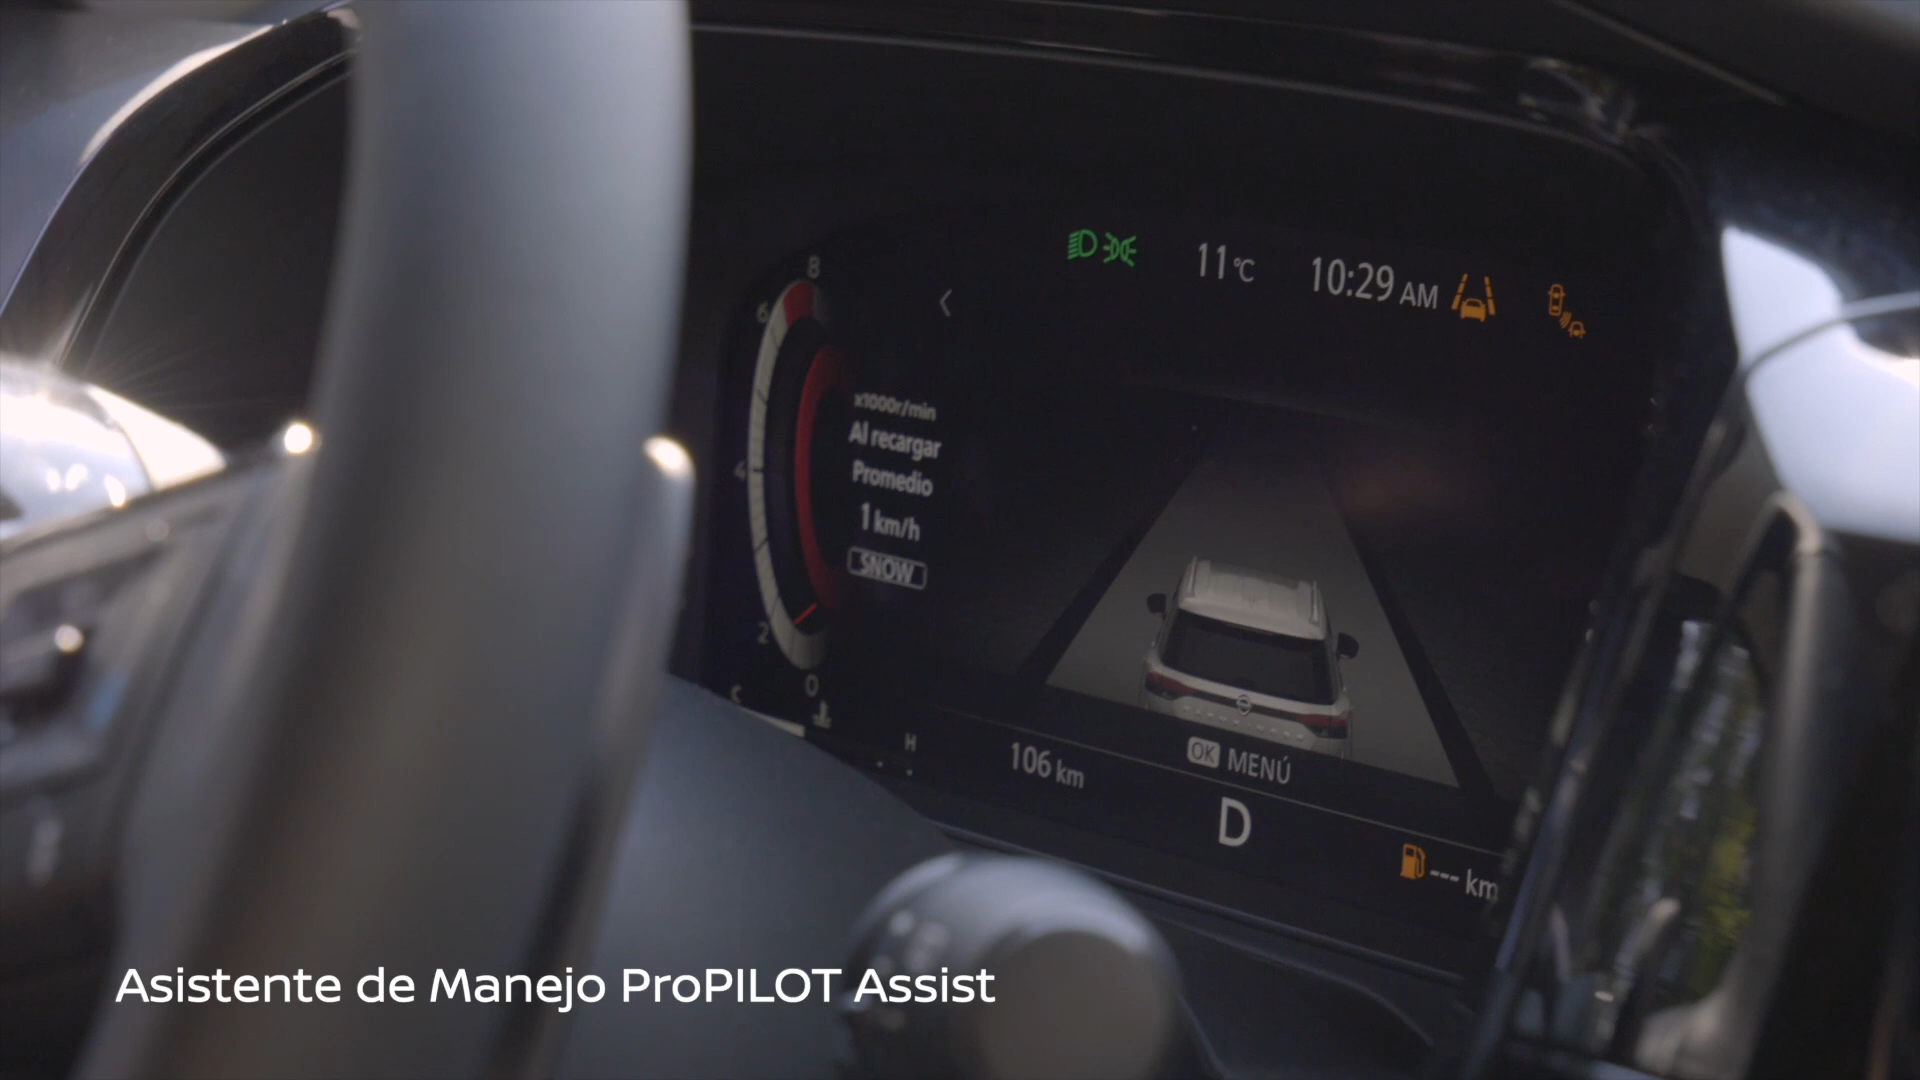 11°C
10:29 AM
8
6
4
2
0
x1000r/min
Al recargar
Promedio
1 km/h
SNOW
C
H
106 km
OK MENÚ
D
--- km
Asistente de Manejo ProPILOT Assist